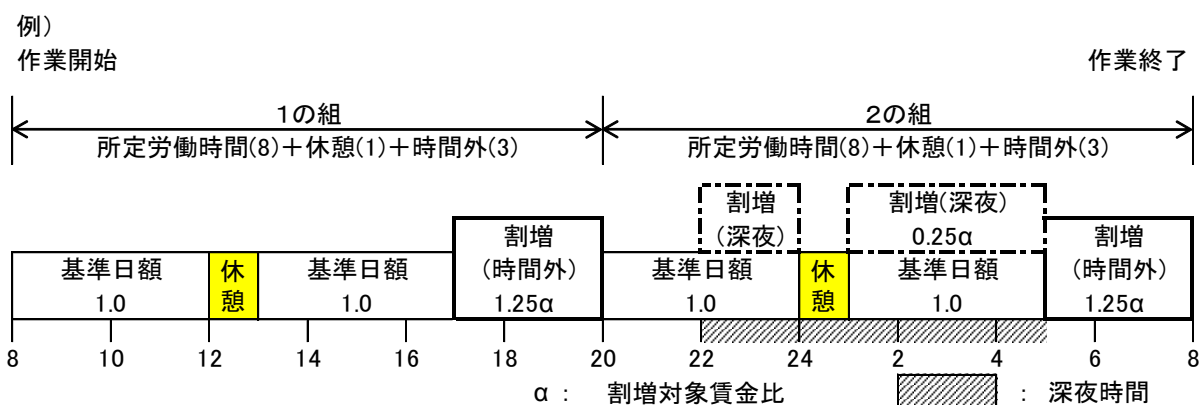 例)
作業開始 作業終了
1の組 2の組
所定労働時間(8)+休憩(1)+時間外(3) 所定労働時間(8)+休憩(1)+時間外(3)
割増 割増(深夜)
(深夜) 0.25α
割増 割増
(時間外) (時間外)
1.25α 1.25α
基準日額 休 基準日額 基準日額 休 基準日額
1.0 憩 1.0 1.0 憩 1.0
8 10 12 14 16 18 20 22 24 2 4 6 8
α : 割増対象賃金比 : 深夜時間